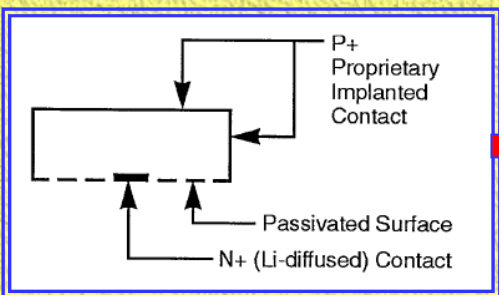 P+
Proprietary
Implanted
Contact
Passivated Surface
N+ (Li-diffused) Contact